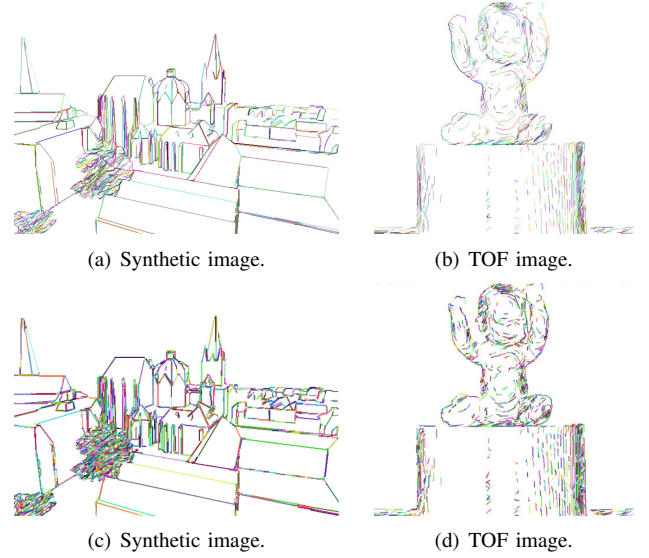 (a) Synthetic image.
(b) TOF image.
(c) Synthetic image.
(d) TOF image.